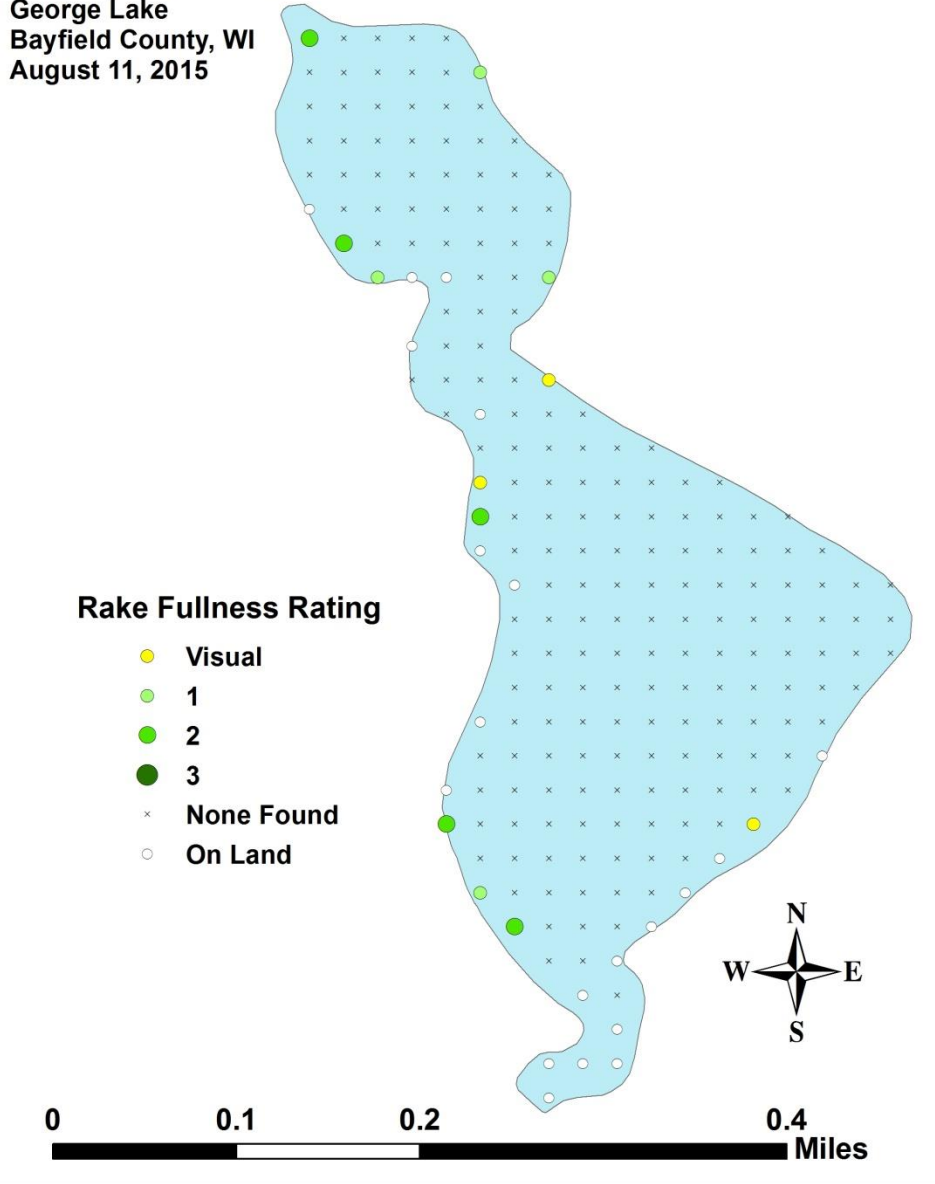 George Lake
Bayfield County, WI
August 11, 2015
Rake Fullness Rating
Visual
1
2
3
None Found
On Land
N
W E
S
0 0.1 0.2 0.4
Miles